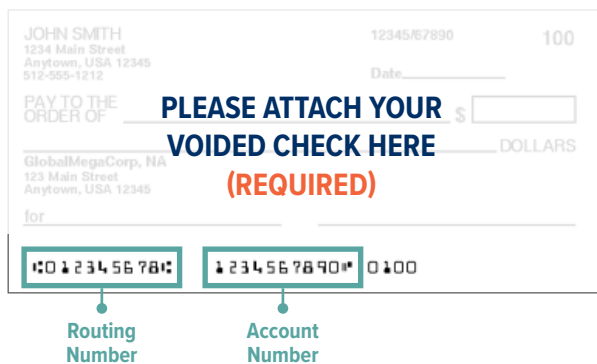 JOHN SMITH
1234 Main Street
Anytown, USA 12345
512-555-1212
12345/67890
100
Date
PAY TO THE
ORDER OF
$
PLEASE ATTACH YOUR
VOIDED CHECK HERE
(REQUIRED)
DOLLARS
GlobalMegaCorp, NA
123 Main Street
Anytown, USA 12345
for
⑆012345678⑆ 1234567890⑈ 0100
Routing
Number
Account
Number